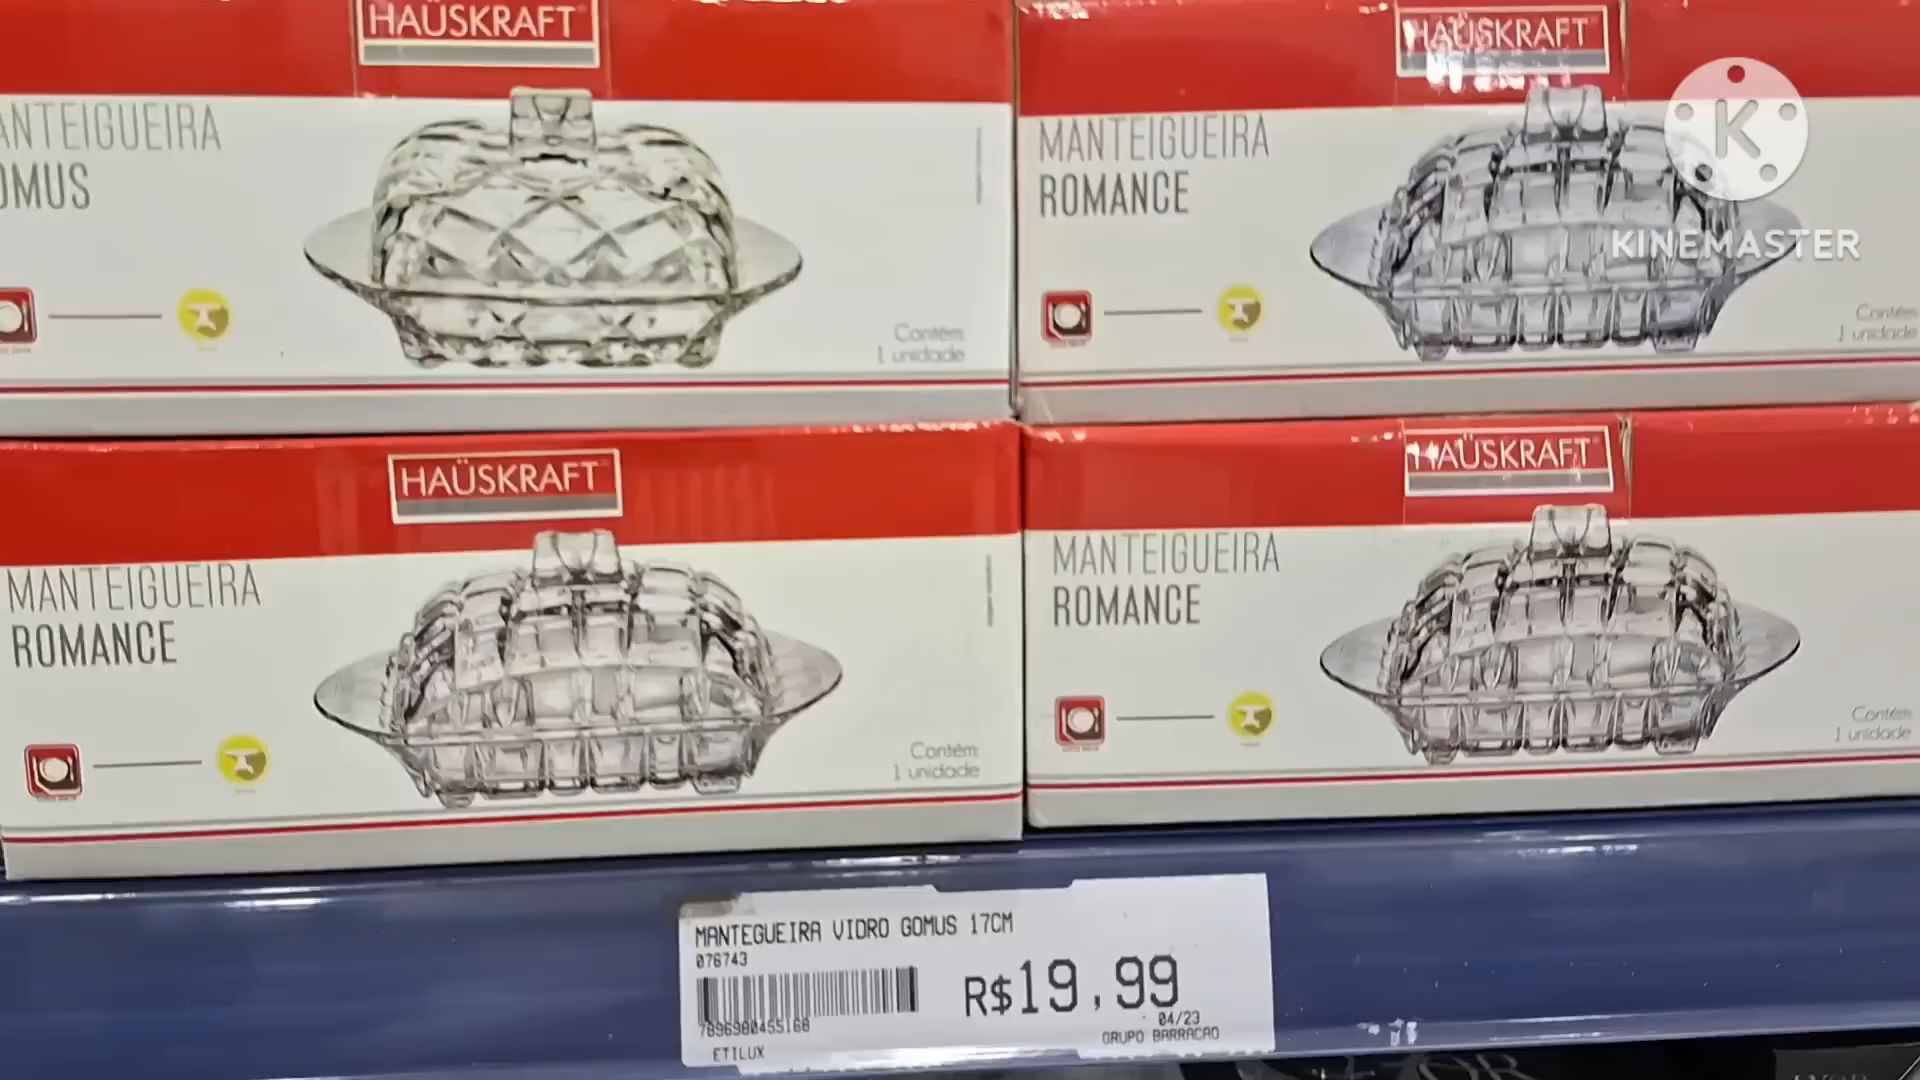 HAÜSKRAFT
ANTEIGUEIRA
OMUS
Contém
1 unidade
HAÜSKRAFT
MANTEIGUEIRA
ROMANCE
Contém
1 unidade
K
KINEMASTER
HAÜSKRAFT
MANTEIGUEIRA
ROMANCE
Contém
1 unidade
HAÜSKRAFT
MANTEIGUEIRA
ROMANCE
Contém
1 unidade
MANTEGUEIRA VIDRO GOMUS 17CM
076743
R$19,99
7896980455168
04/23
ETILUX
GRUPO BARRACAO